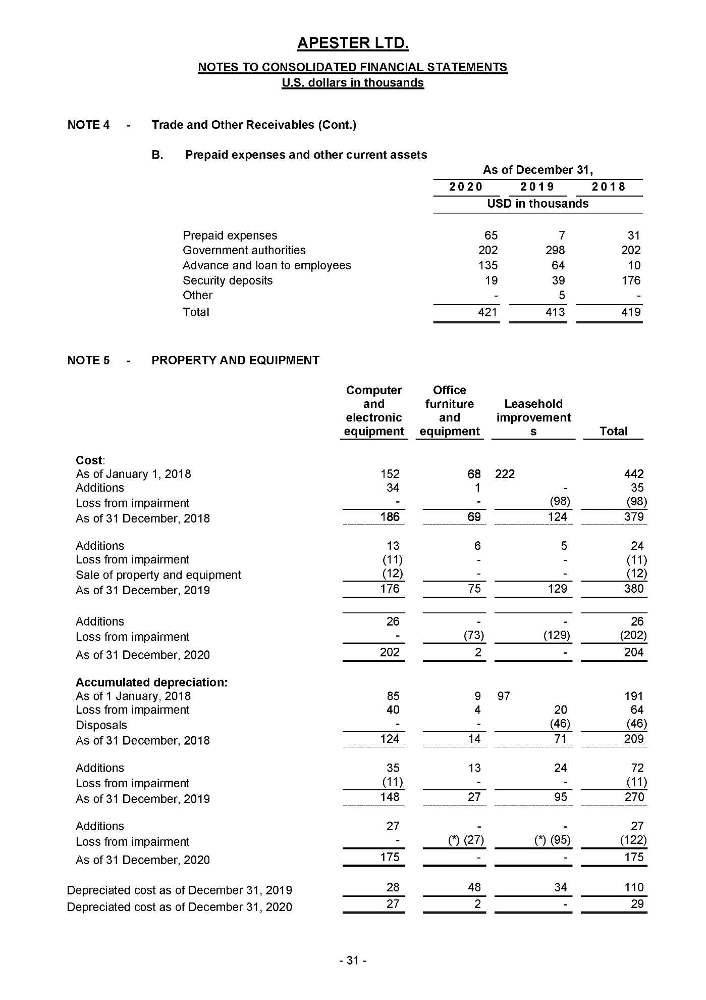 APESTER LTD.
NOTES TO CONSOLIDATED FINANCIAL STATEMENTS
U.S. dollars in thousands
NOTE 4 - Trade and Other Receivables (Cont.)
B. Prepaid expenses and other current assets
As of December 31,
2020 2019 2018
USD in thousands
Prepaid expenses 65 7 31
Government authorities 202 298 202
Advance and loan to employees 135 64 10
Security deposits 19 39 176
Other - 5 -
Total 421 413 419
NOTE 5 - PROPERTY AND EQUIPMENT
Computer Office
and furniture Leasehold
electronic and improvement
equipment equipment s Total
Cost:
As of January 1, 2018 152 68 222 442
Additions 34 1 - 35
Loss from impairment - - (98) (98)
As of 31 December, 2018 186 69 124 379
Additions 13 6 5 24
Loss from impairment (11) - - (11)
Sale of property and equipment (12) - - (12)
As of 31 December, 2019 176 75 129 380
Additions 26 - - 26
Loss from impairment - (73) (129) (202)
As of 31 December, 2020 202 2 - 204
Accumulated depreciation:
As of 1 January, 2018 85 9 97 191
Loss from impairment 40 4 20 64
Disposals - - (46) (46)
As of 31 December, 2018 124 14 71 209
Additions 35 13 24 72
Loss from impairment (11) - - (11)
As of 31 December, 2019 148 27 95 270
Additions 27 - - 27
Loss from impairment - (*) (27) (*) (95) (122)
As of 31 December, 2020 175 - - 175
Depreciated cost as of December 31, 2019 28 48 34 110
Depreciated cost as of December 31, 2020 27 2 - 29
- 31 -